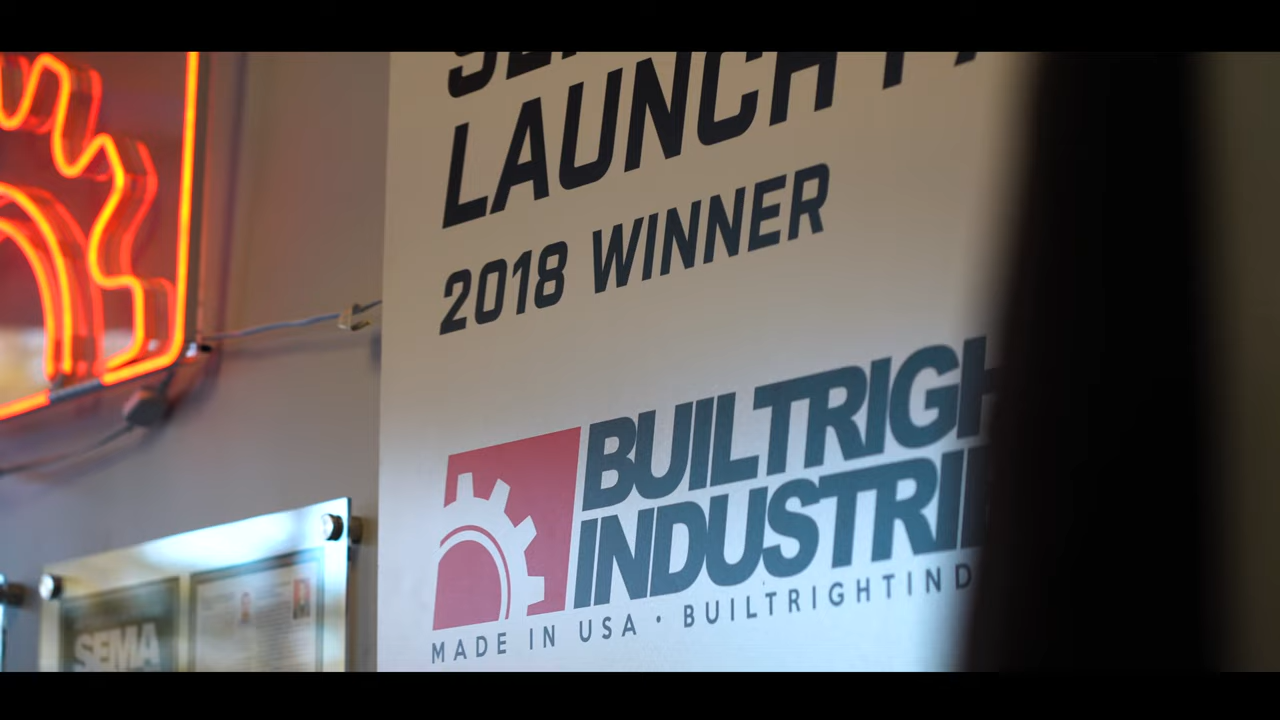 LAUNCH
2018 WINNER
BUILTRIGH
INDUSTRI
MADE IN USA • BUILTRIGHTIND
SEMA